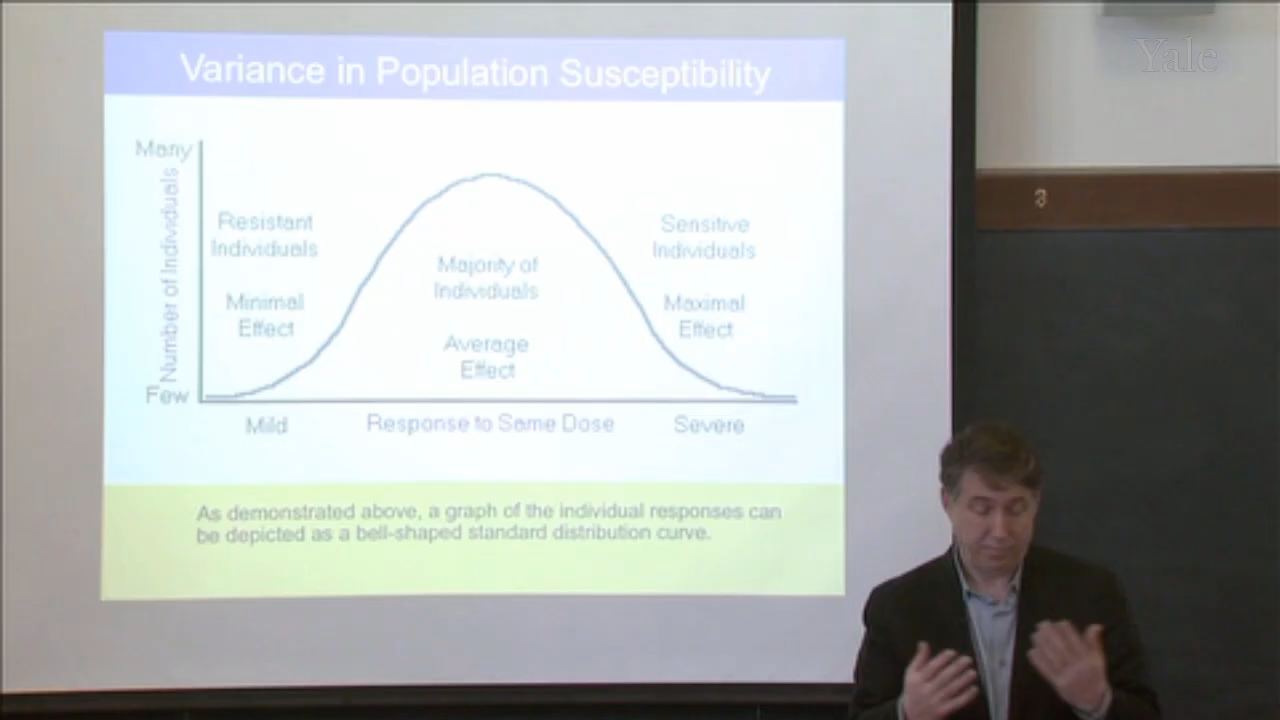 Yale
Variance in Population Susceptibility
Many
Number of Individuals
Few
Resistant
Individuals
Minimal
Effect
Majority of
Individuals
Average
Effect
Sensitive
Individuals
Maximal
Effect
Mild
Response to Same Dose
Severe
As demonstrated above, a graph of the individual responses can
be depicted as a bell-shaped standard distribution curve.